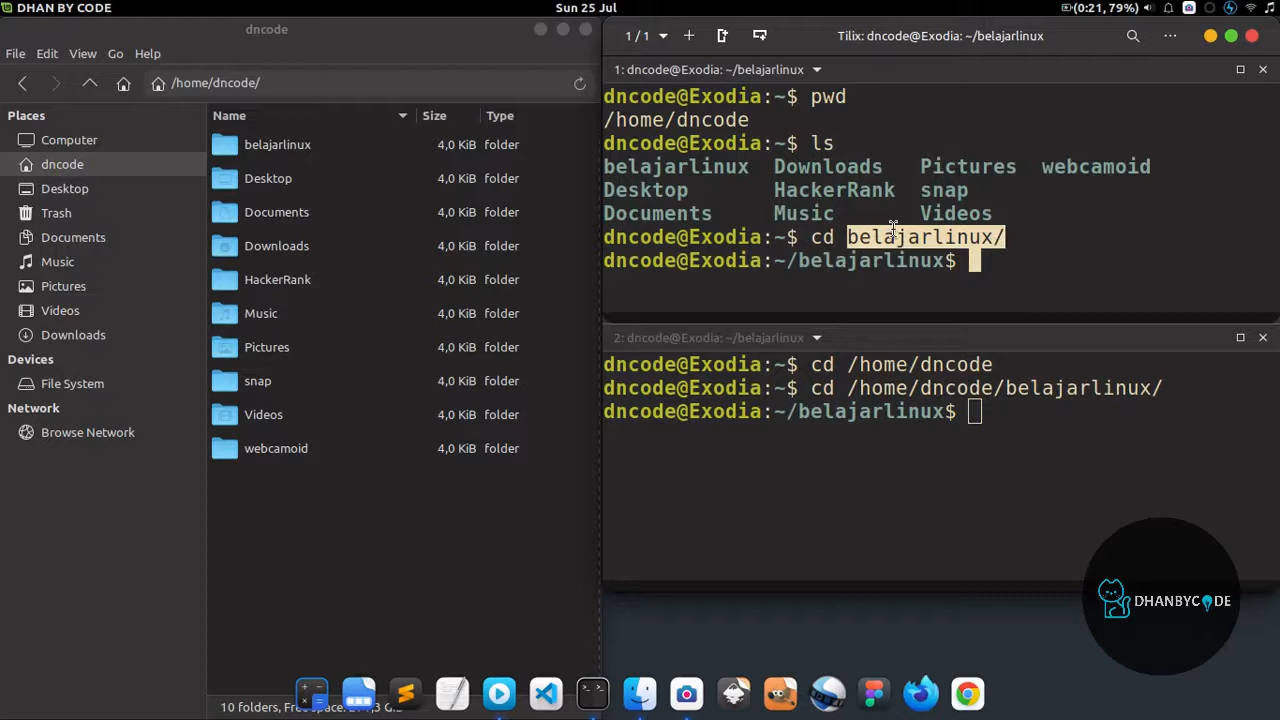 DHAN BY CODE
Sun 25 Jul
(0:21, 79%)
dncode
File Edit View Go Help
/home/dncode/
Places
Computer
dncode
Desktop
Trash
Documents
Music
Pictures
Videos
Downloads
Devices
File System
Network
Browse Network
Name Size Type
belajarlinux 4,0 KiB folder
Desktop 4,0 KiB folder
Documents 4,0 KiB folder
Downloads 4,0 KiB folder
HackerRank 4,0 KiB folder
Music 4,0 KiB folder
Pictures 4,0 KiB folder
snap 4,0 KiB folder
Videos 4,0 KiB folder
webcamoid 4,0 KiB folder
10 folders, Free
1 / 1
Tilix: dncode@Exodia: ~/belajarlinux
1: dncode@Exodia: ~/belajarlinux
dncode@Exodia:~$ pwd
/home/dncode
dncode@Exodia:~$ ls
belajarlinux Downloads Pictures webcamoid
Desktop HackerRank snap
Documents Music Videos
dncode@Exodia:~$ cd belajarlinux/
dncode@Exodia:~/belajarlinux$
2: dncode@Exodia: ~/belajarlinux
dncode@Exodia:~$ cd /home/dncode
dncode@Exodia:~$ cd /home/dncode/belajarlinux/
dncode@Exodia:~/belajarlinux$
DHANBYCODE